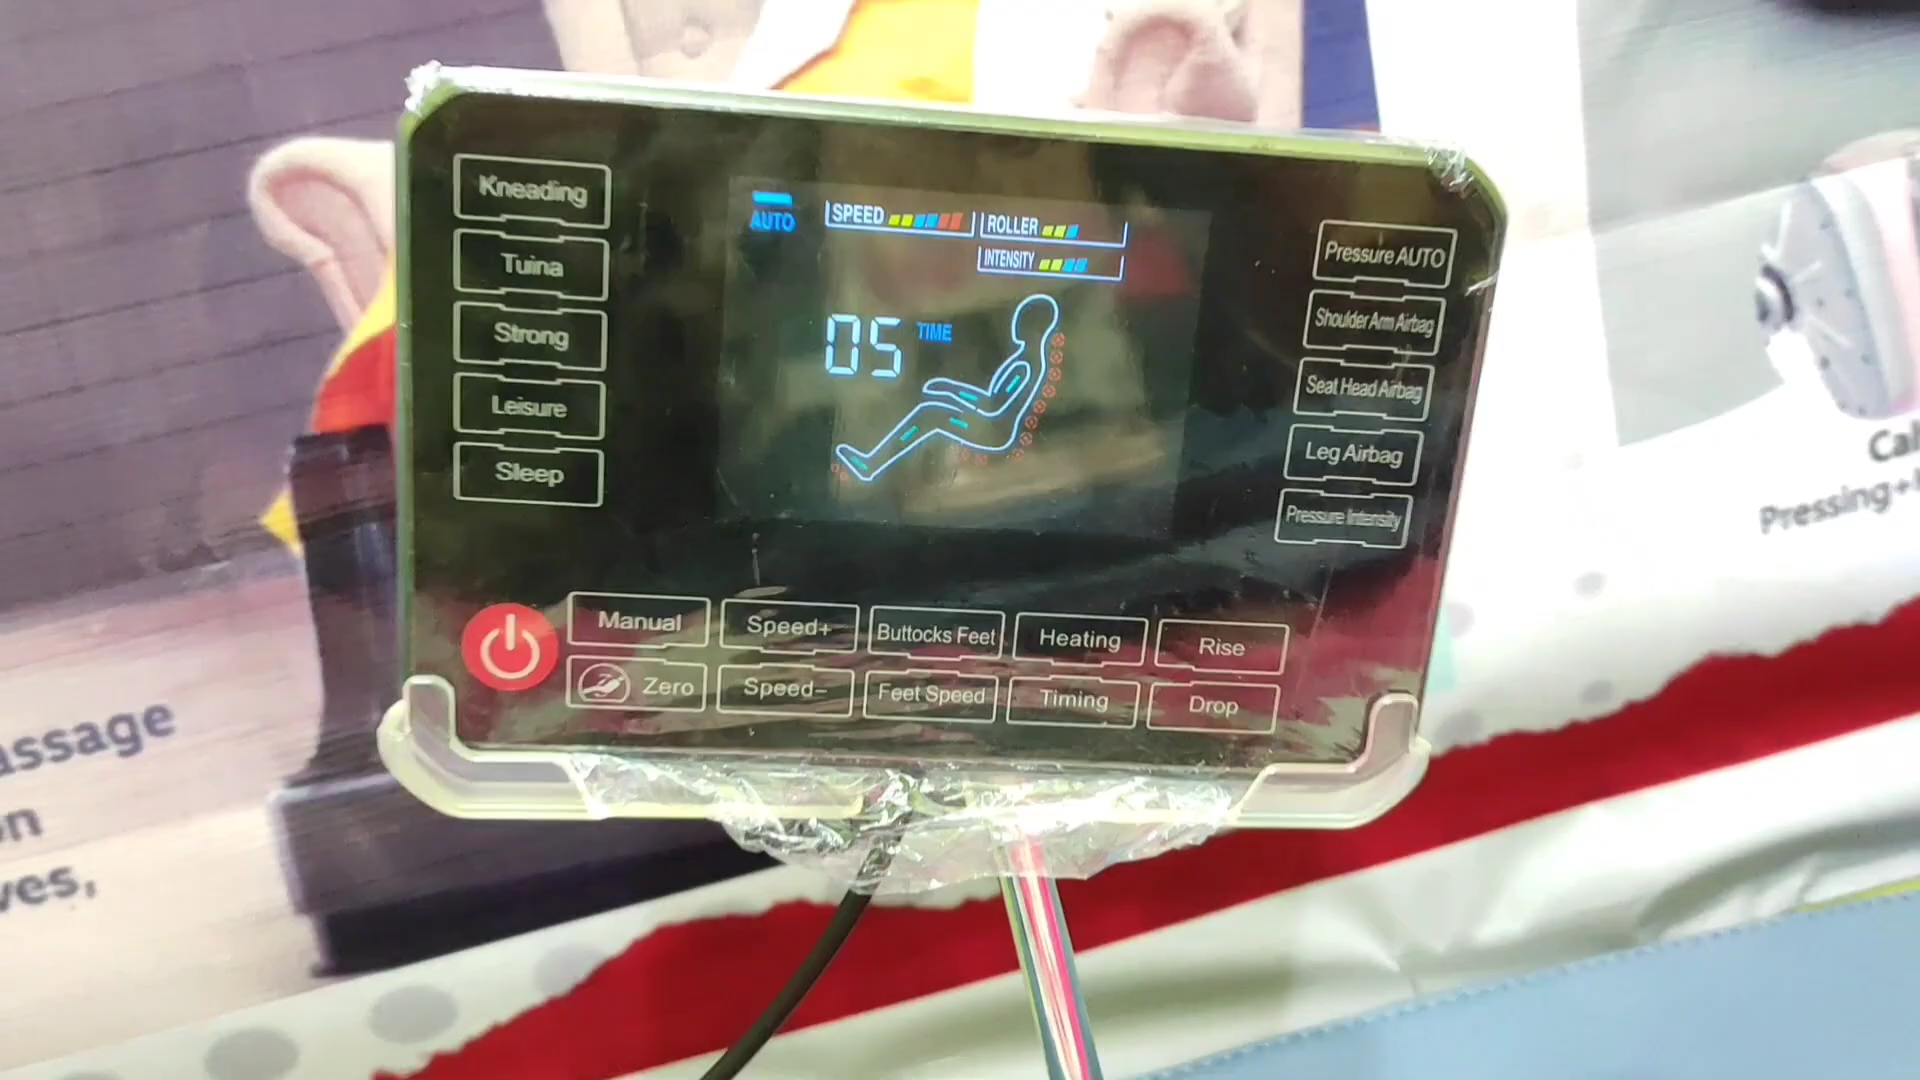 Kneading
Tuina
Strong
Leisure
Sleep
AUTO
SPEED
ROLLER
INTENSITY
05 TIME
Pressure AUTO
Shoulder Arm Airbag
Seat Head Airbag
Leg Airbag
Pressure Intensity
Manual
Speed+
Buttocks Feet
Heating
Rise
Zero
Speed-
Feet Speed
Timing
Drop
Pressing+